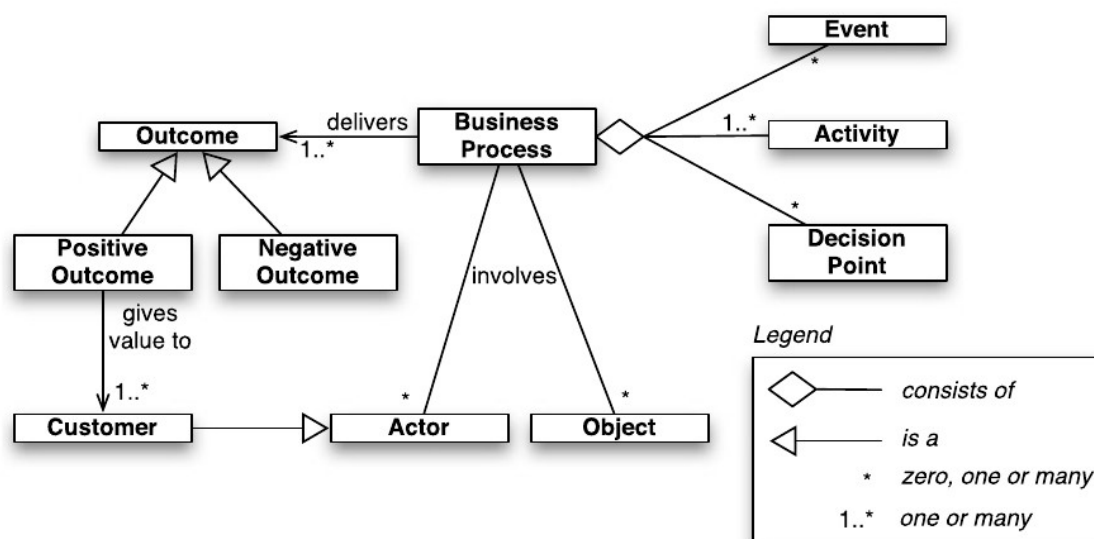 Event
*
delivers
Business
Process
1..*
Activity
Outcome
1..*
*
Positive
Outcome
Negative
Outcome
Decision
Point
involves
gives
value to
Legend
1..*
*
*
consists of
Customer
Actor
Object
is a
* zero, one or many
1..* one or many